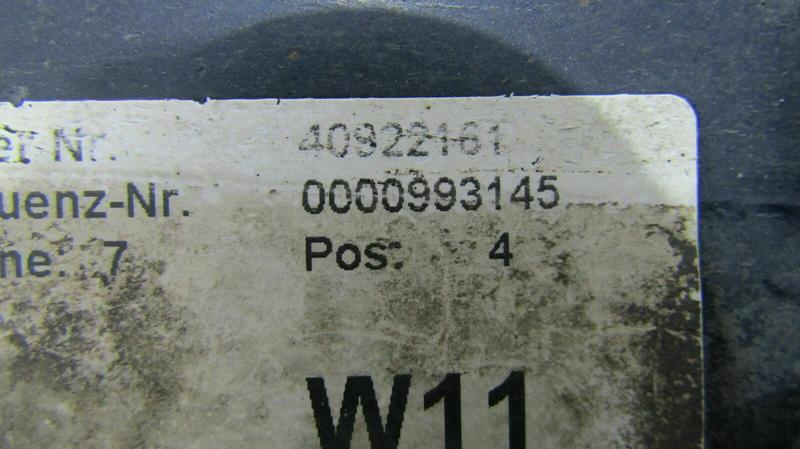 er Nr. 40922161
uenz-Nr. 0000993145
ne: 7 Pos: 4
W11